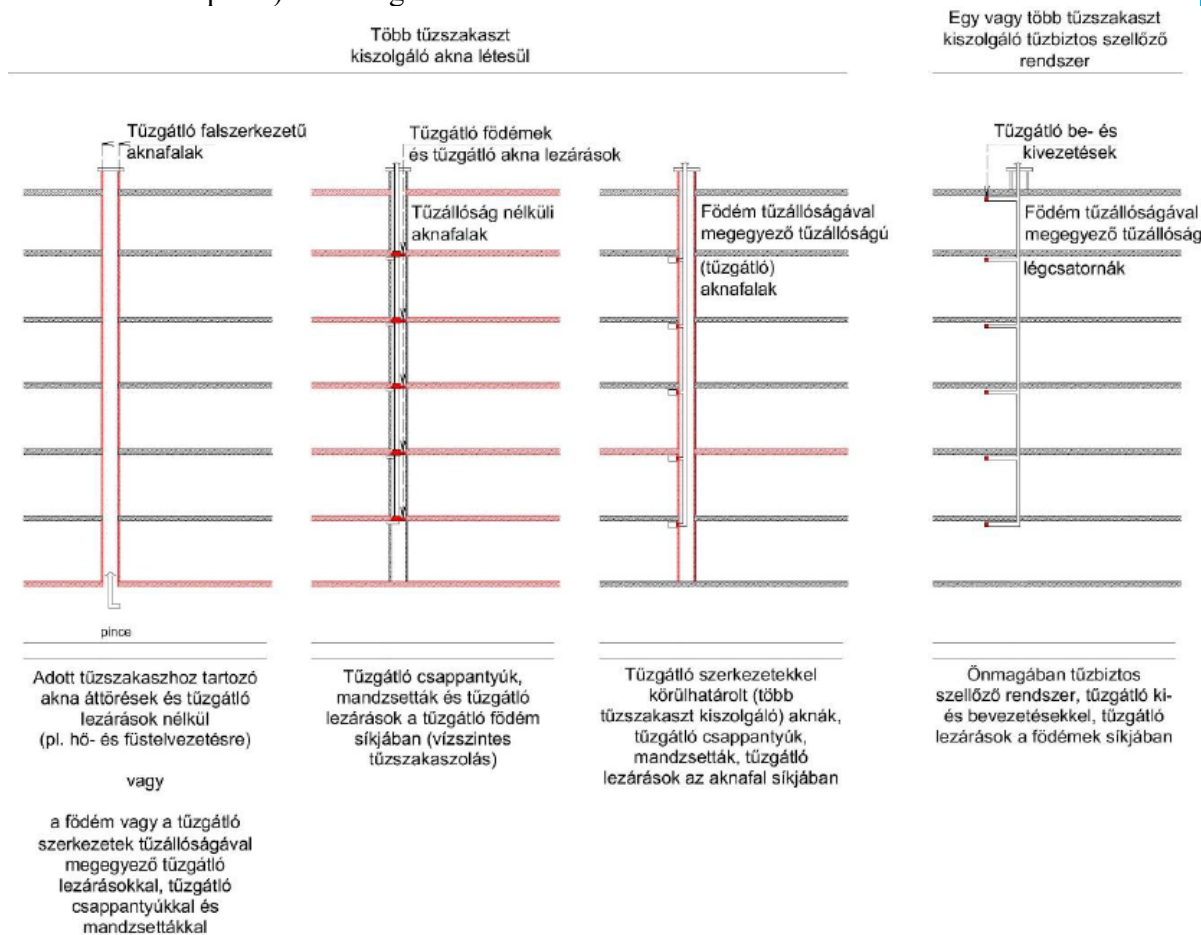 Több tűzszakaszt
kiszolgáló akna létesül
Egy vagy több tűzszakaszt
kiszolgáló tűzbiztos szellőző
rendszer
Tűzgátló falszerkezetű
aknafalak
Tűzgátló födémek
és tűzgátló akna lezárások
Tűzállóság nélküli
aknafalak
Födém tűzállóságával
megegyező tűzállóságú
(tűzgátló)
aknafalak
Tűzgátló be- és
kivezetések
Födém tűzállóságával
megegyező tűzállóság
légcsatornák
pince
Adott tűzszakaszhoz tartozó
akna áttörések és tűzgátló
lezárások nélkül
(pl. hő- és füstelvezetésre)
vagy
a födém vagy a tűzgátló
szerkezetek tűzállóságával
megegyező tűzgátló
lezárásokkal, tűzgátló
csappantyúkkal és
mandzsettákkal
Tűzgátló csappantyúk,
mandzsetták és tűzgátló
lezárások a tűzgátló födém
síkjában (vízszintes
tűzszakaszolás)
Tűzgátló szerkezetekkel
körülhatárolt (több
tűzszakaszt kiszolgáló) aknák,
tűzgátló csappantyúk,
mandzsetták, tűzgátló
lezárások az aknafal síkjában
Önmagában tűzbiztos
szellőző rendszer, tűzgátló ki-
és bevezetésekkel, tűzgátló
lezárások a födémek síkjában